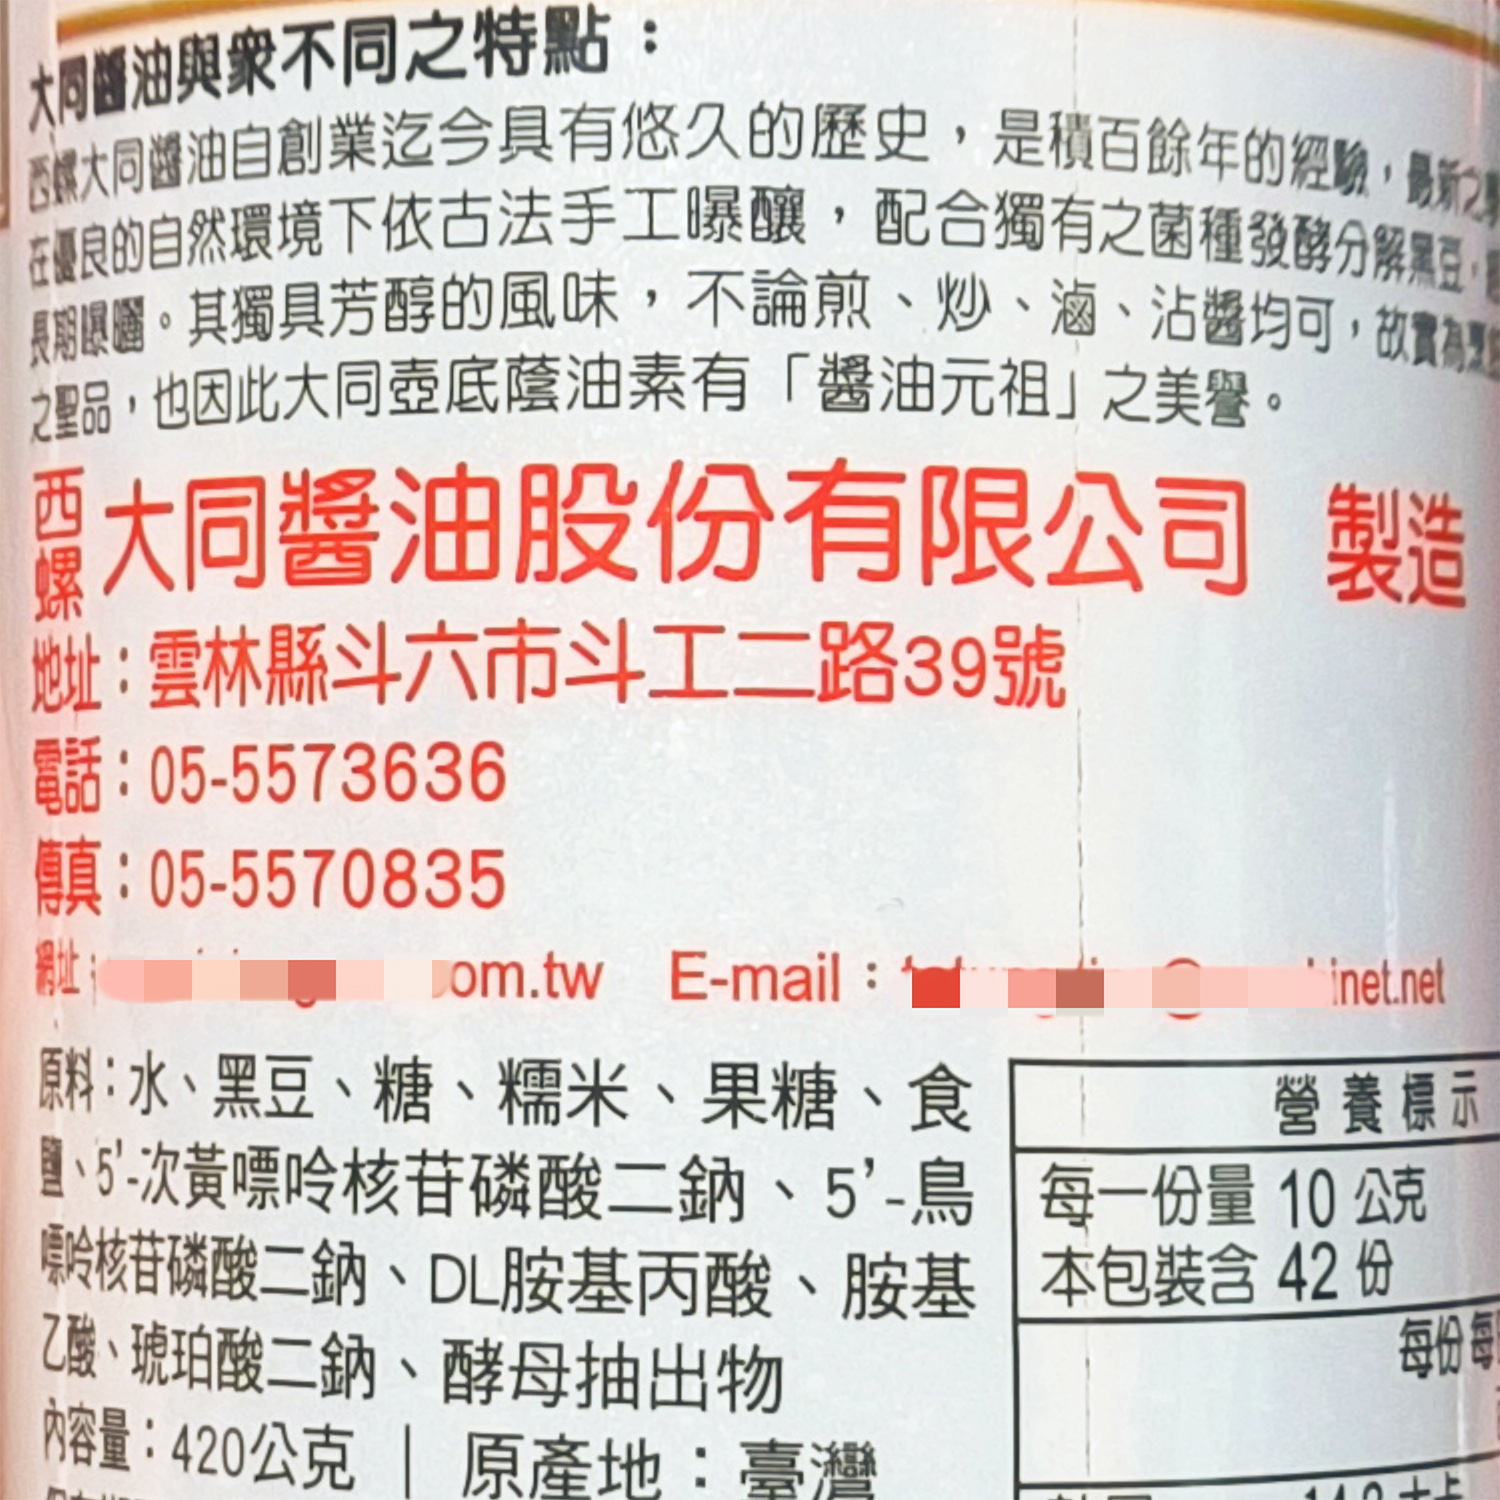 大同醬油與眾不同之特點：
西螺大同醬油自創業迄今具有悠久的歷史，是積百餘年的經驗，最新之
在優良的自然環境下依古法手工曝釀，配合獨有之菌種發酵分解黑豆，
長期曝曬。其獨具芳醇的風味，不論煎、炒、滷、沾醬均可，故實為烹
之聖品，也因此大同壺底蔭油素有「醬油元祖」之美譽。
西螺大同醬油股份有限公司 製造
地址：雲林縣斗六市斗工二路39號
電話：05-5573636
傳真：05-5570835
網址： om.tw E-mail： inet.net
原料：水、黑豆、糖、糯米、果糖、食
鹽、5'-次黃嘌呤核苷磷酸二鈉、5'-鳥
嘌呤核苷磷酸二鈉、DL胺基丙酸、胺基
乙酸、琥珀酸二鈉、酵母抽出物
內容量：420公克｜原產地：臺灣
營養標示
每一份量 10 公克
本包裝含 42 份
每份